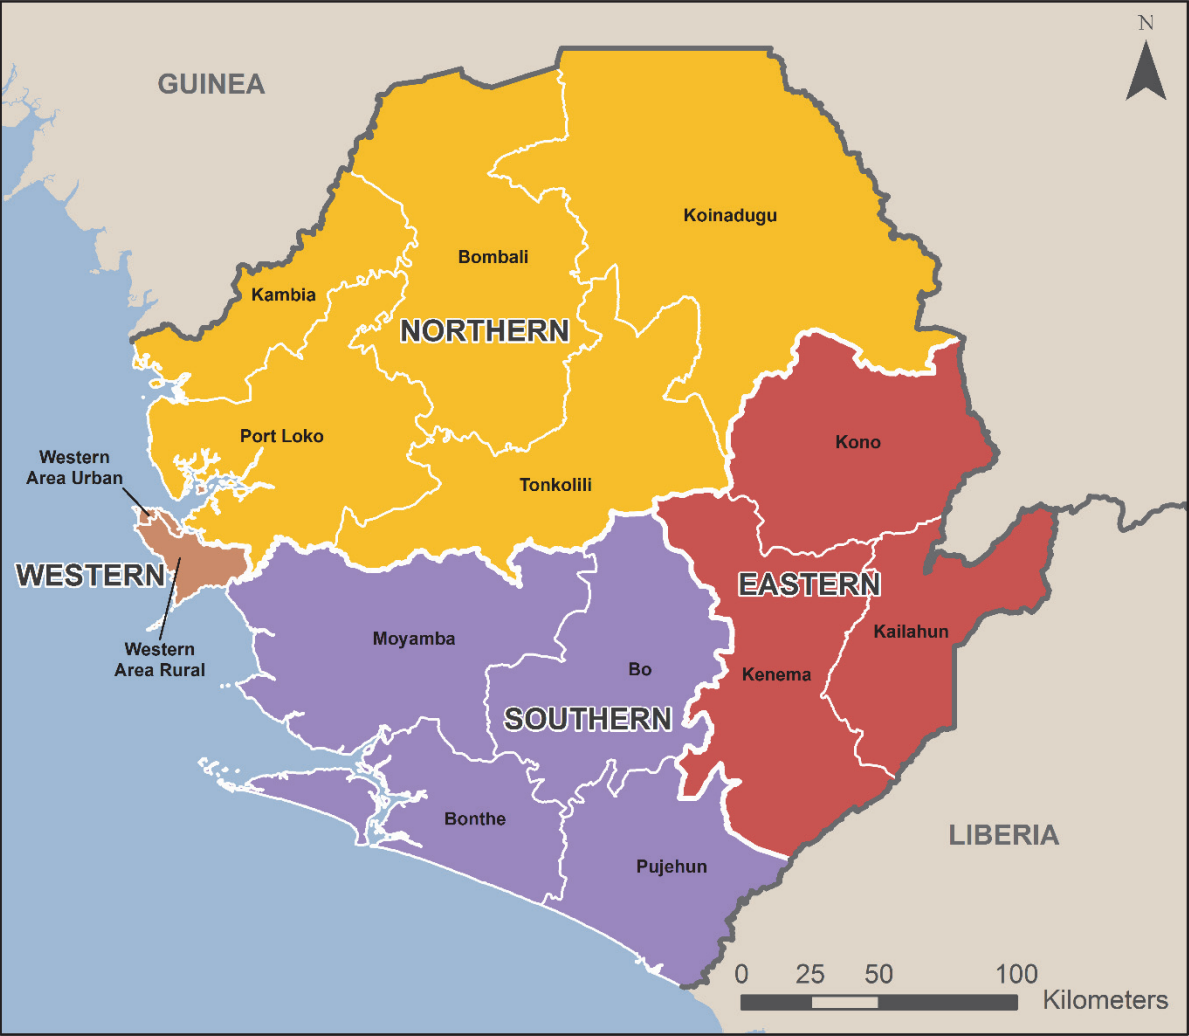 N
GUINEA
Koinadugu
Bombali
Kambia
NORTHERN
Port Loko
Kono
Western
Area Urban
Tonkolili
WESTERN
EASTERN
Kailahun
Moyamba
Western
Area Rural
Bo
Kenema
SOUTHERN
Bonthe
LIBERIA
Pujehun
0 25 50 100
Kilometers